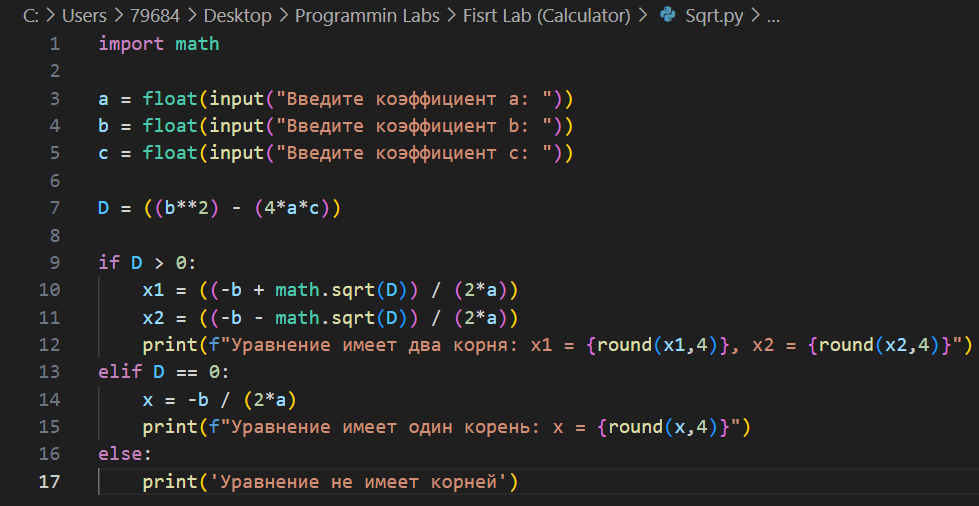 C: > Users > 79684 > Desktop > Programmin Labs > Fisrt Lab (Calculator) > Sqrt.py > ...
1 import math
2
3 a = float(input("Введите коэффициент a: "))
4 b = float(input("Введите коэффициент b: "))
5 c = float(input("Введите коэффициент c: "))
6
7 D = ((b**2) - (4*a*c))
8
9 if D > 0:
10     x1 = ((-b + math.sqrt(D)) / (2*a))
11     x2 = ((-b - math.sqrt(D)) / (2*a))
12     print(f"Уравнение имеет два корня: x1 = {round(x1,4)}, x2 = {round(x2,4)}")
13 elif D == 0:
14     x = -b / (2*a)
15     print(f"Уравнение имеет один корень: x = {round(x,4)}")
16 else:
17     print('Уравнение не имеет корней')